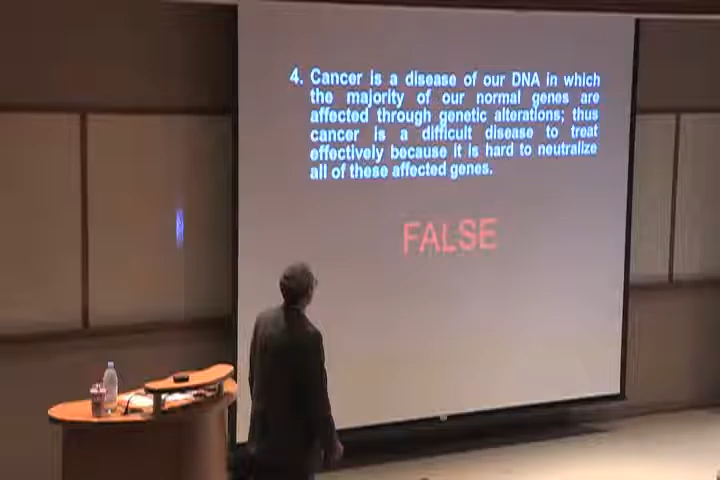 4. Cancer is a disease of our DNA in which
the majority of our normal genes are
affected through genetic alterations; thus
cancer is a difficult disease to treat
effectively because it is hard to neutralize
all of these affected genes.
FALSE